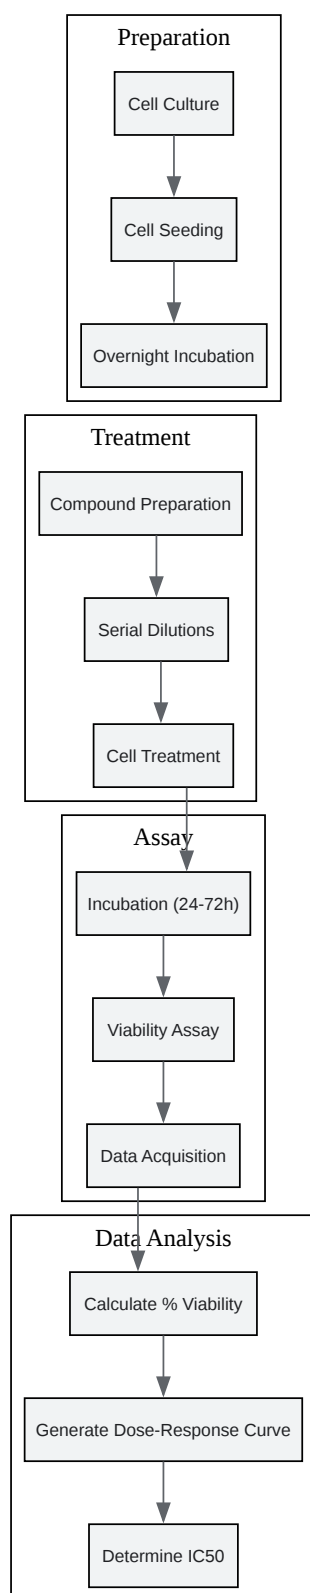 Preparation
Cell Culture
Cell Seeding
Overnight Incubation
Treatment
Compound Preparation
Serial Dilutions
Cell Treatment
Assay
Incubation (24-72h)
Viability Assay
Data Acquisition
Data Analysis
Calculate % Viability
Generate Dose-Response Curve
Determine IC50